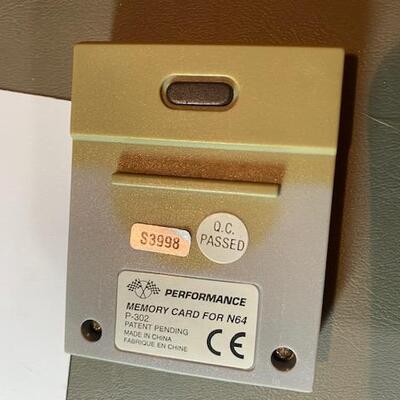 S3998
Q.C.
PASSED
PERFORMANCE
MEMORY CARD FOR N64
P-302
PATENT PENDING
MADE IN CHINA
FABRIQUE EN CHINE
CE